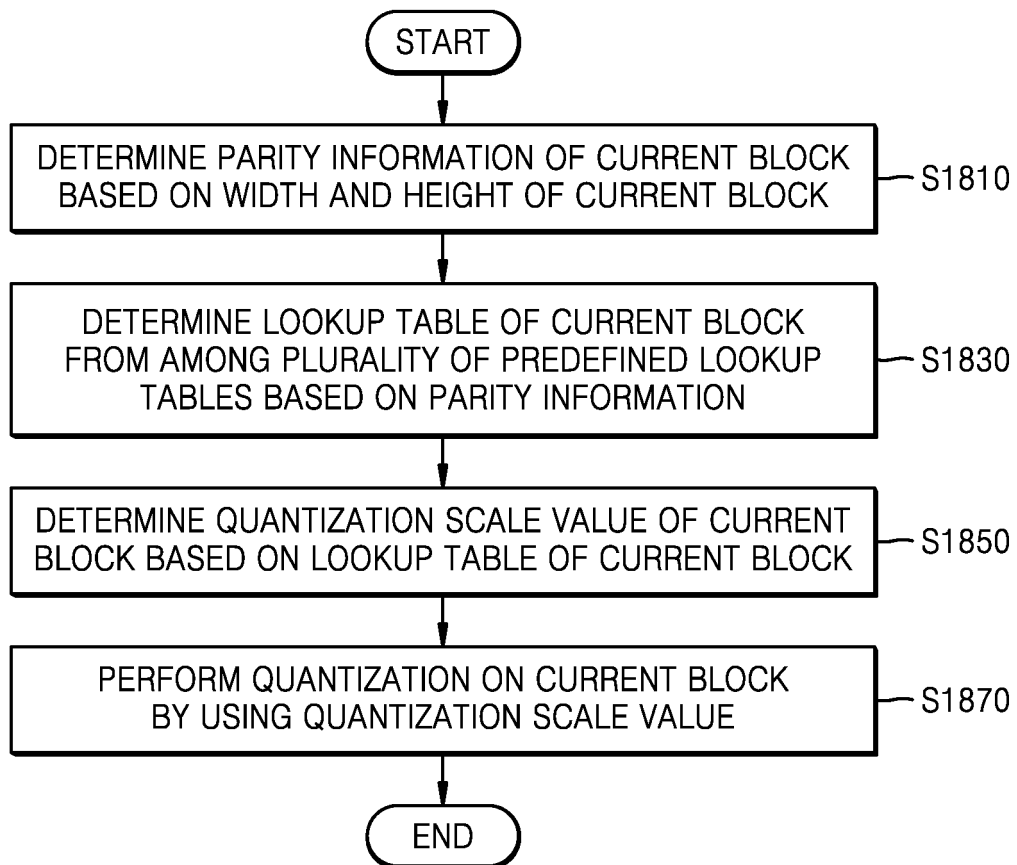 START
DETERMINE PARITY INFORMATION OF CURRENT BLOCK
BASED ON WIDTH AND HEIGHT OF CURRENT BLOCK
S1810
DETERMINE LOOKUP TABLE OF CURRENT BLOCK
FROM AMONG PLURALITY OF PREDEFINED LOOKUP
TABLES BASED ON PARITY INFORMATION
S1830
DETERMINE QUANTIZATION SCALE VALUE OF CURRENT
BLOCK BASED ON LOOKUP TABLE OF CURRENT BLOCK
S1850
PERFORM QUANTIZATION ON CURRENT BLOCK
BY USING QUANTIZATION SCALE VALUE
S1870
END